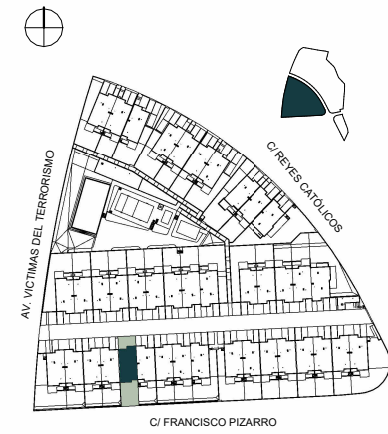 C/ REYES CATÓLICOS
AV. VICTIMAS DEL TERRORISMO
C/ FRANCISCO PIZARRO